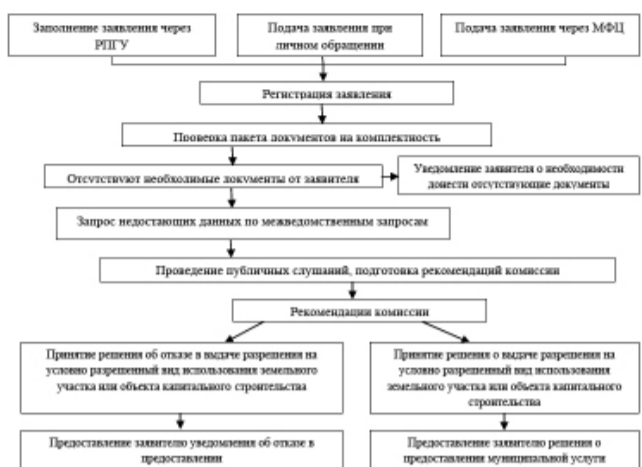 Заполнение заявления через
РПГУ
Подача заявления при
личном обращении
Подача заявления через МФЦ
Регистрация заявления
Проверка пакета документов на комплектность
Отсутствуют необходимые документы от заявителя
Уведомление заявителя о необходимости
донести отсутствующие документы
Запрос недостающих данных по межведомственным запросам
Проведение публичных слушаний, подготовка рекомендаций комиссии
Рекомендации комиссии
Принятие решения об отказе в выдаче разрешения на
условно разрешенный вид использования земельного
участка или объекта капитального строительства
Принятие решения о выдаче разрешения на
условно разрешенный вид использования
земельного участка или объекта капитального
строительства
Предоставление заявителю уведомления об отказе в
предоставлении
Предоставление заявителю решения о
предоставлении муниципальной услуги